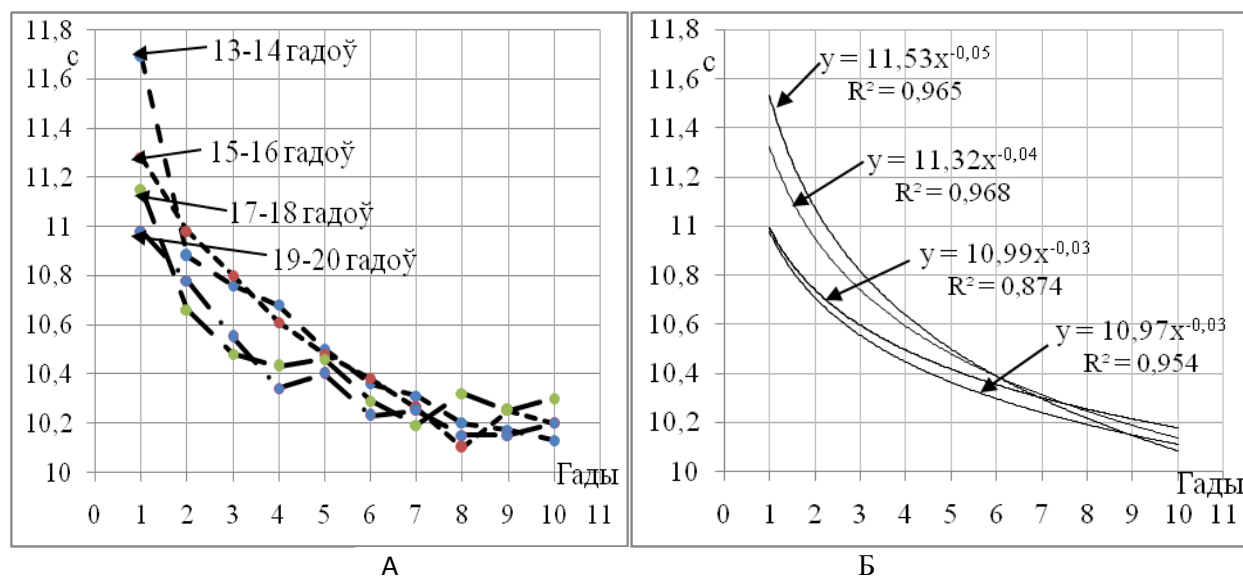 11,8
11,6
11,4
11,2
11
10,8
10,6
10,4
10,2
10
с
13-14 гадоў
15-16 гадоў
17-18 гадоў
19-20 гадоў
Гады
0 1 2 3 4 5 6 7 8 9 10 11
А
11,8
11,6
11,4
11,2
11
10,8
10,6
10,4
10,2
10
с
y = 11,53x^-0,05
R² = 0,965
y = 11,32x^-0,04
R² = 0,968
y = 10,99x^-0,03
R² = 0,874
y = 10,97x^-0,03
R² = 0,954
Гады
0 1 2 3 4 5 6 7 8 9 10 11
Б